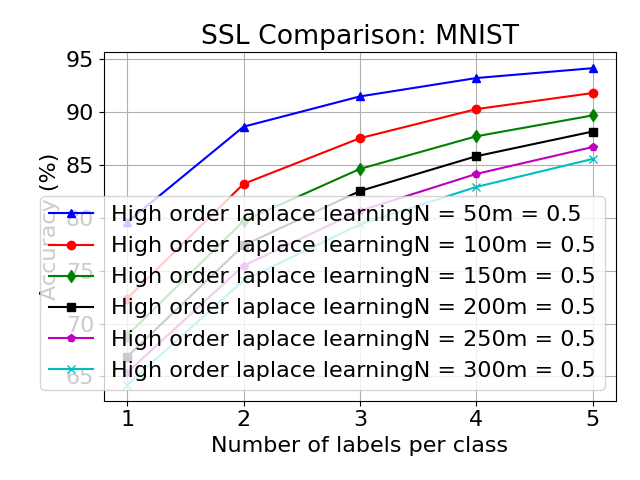 SSL Comparison: MNIST
95
90
85
80
75
70
65
Accuracy (%)
High order laplace learningN = 50m = 0.5
High order laplace learningN = 100m = 0.5
High order laplace learningN = 150m = 0.5
High order laplace learningN = 200m = 0.5
High order laplace learningN = 250m = 0.5
High order laplace learningN = 300m = 0.5
1 2 3 4 5
Number of labels per class